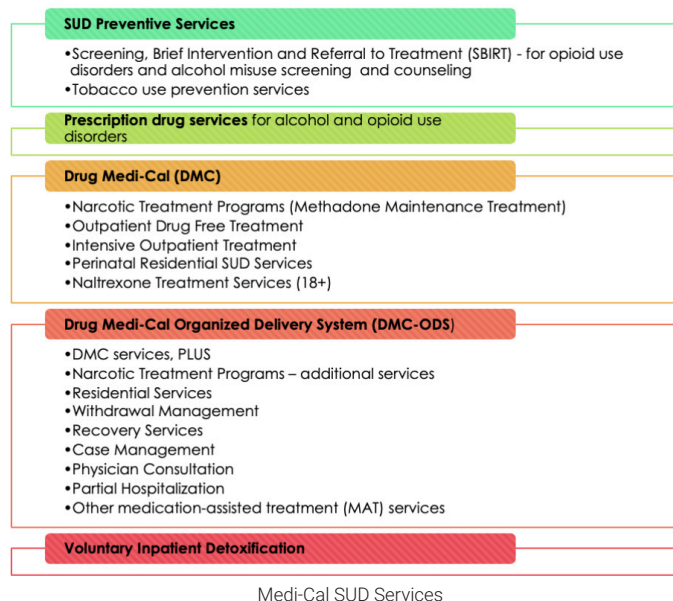 SUD Preventive Services
•Screening, Brief Intervention and Referral to Treatment (SBIRT) - for opioid use
disorders and alcohol misuse screening and counseling
•Tobacco use prevention services
Prescription drug services for alcohol and opioid use
disorders
Drug Medi-Cal (DMC)
•Narcotic Treatment Programs (Methadone Maintenance Treatment)
•Outpatient Drug Free Treatment
•Intensive Outpatient Treatment
•Perinatal Residential SUD Services
•Naltrexone Treatment Services (18+)
Drug Medi-Cal Organized Delivery System (DMC-ODS)
•DMC services, PLUS
•Narcotic Treatment Programs – additional services
•Residential Services
•Withdrawal Management
•Recovery Services
•Case Management
•Physician Consultation
•Partial Hospitalization
•Other medication-assisted treatment (MAT) services
Voluntary Inpatient Detoxification
Medi-Cal SUD Services